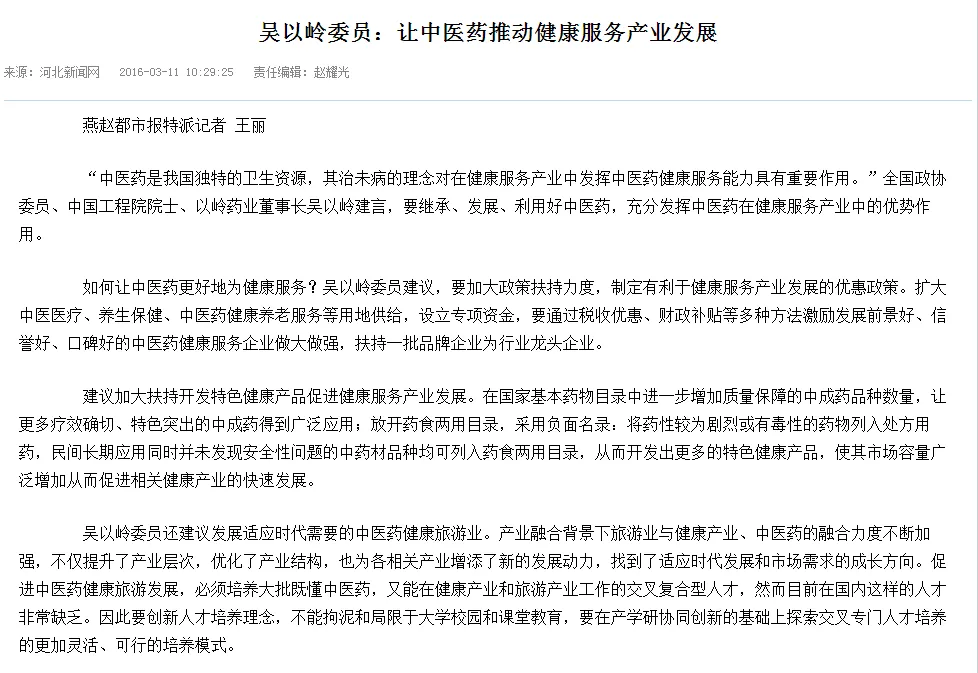 吴以岭委员：让中医药推动健康服务产业发展
来源：河北新闻网 2016-03-11 10:29:25 责任编辑：赵耀光
燕赵都市报特派记者 王丽
“中医药是我国独特的卫生资源，其治未病的理念对在健康服务产业中发挥中医药健康服务能力具有重要作用。”全国政协
委员、中国工程院院士、以岭药业董事长吴以岭建言，要继承、发展、利用好中医药，充分发挥中医药在健康服务产业中的优势作
用。
如何让中医药更好地为健康服务？吴以岭委员建议，要加大政策扶持力度，制定有利于健康服务产业发展的优惠政策。扩大
中医医疗、养生保健、中医药健康养老服务等用地供给，设立专项资金，要通过税收优惠、财政补贴等多种方法激励发展前景好、信
誉好、口碑好的中医药健康服务企业做大做强，扶持一批品牌企业为行业龙头企业。
建议加大扶持开发特色健康产品促进健康服务产业发展。在国家基本药物目录中进一步增加质量保障的中成药品种数量，让
更多疗效确切、特色突出的中成药得到广泛应用；放开药食两用目录，采用负面名录：将药性较为剧烈或有毒性的药物列入处方用
药，民间长期应用同时并未发现安全性问题的中药材品种均可列入药食两用目录，从而开发出更多的特色健康产品，使其市场容量广
泛增加从而促进相关健康产业的快速发展。
吴以岭委员还建议发展适应时代需要的中医药健康旅游业。产业融合背景下旅游业与健康产业、中医药的融合力度不断加
强，不仅提升了产业层次，优化了产业结构，也为各相关产业增添了新的发展动力，找到了适应时代发展和市场需求的成长方向。促
进中医药健康旅游发展，必须培养大批既懂中医药，又能在健康产业和旅游产业工作的交叉复合型人才，然而目前在国内这样的人才
非常缺乏。因此要创新人才培养理念，不能拘泥和局限于大学校园和课堂教育，要在产学研协同创新的基础上探索交叉专门人才培养
的更加灵活、可行的培养模式。